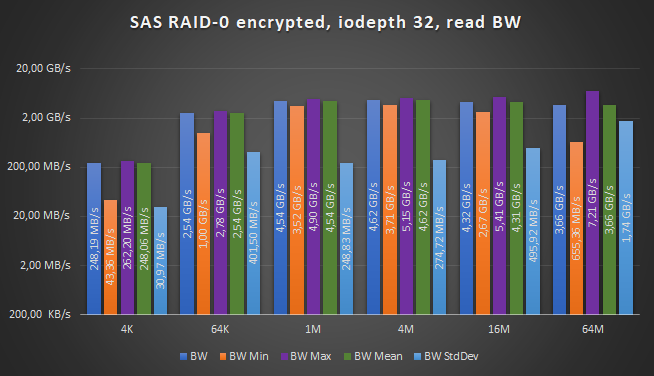 SAS RAID-0 encrypted, iodepth 32, read BW
20,00 GB/s
2,00 GB/s
200,00 MB/s
20,00 MB/s
2,00 MB/s
200,00 KB/s
248,19 MB/s
43,36 MB/s
262,20 MB/s
248,06 MB/s
30,97 MB/s
2,54 GB/s
1,00 GB/s
2,78 GB/s
2,54 GB/s
401,50 MB/s
4,54 GB/s
3,52 GB/s
4,90 GB/s
4,54 GB/s
248,83 MB/s
4,62 GB/s
3,71 GB/s
5,15 GB/s
4,62 GB/s
274,72 MB/s
4,32 GB/s
2,67 GB/s
5,41 GB/s
4,31 GB/s
495,92 MB/s
3,66 GB/s
655,36 MB/s
7,21 GB/s
3,66 GB/s
1,74 GB/s
4K 64K 1M 4M 16M 64M
BW BW Min BW Max BW Mean BW StdDev